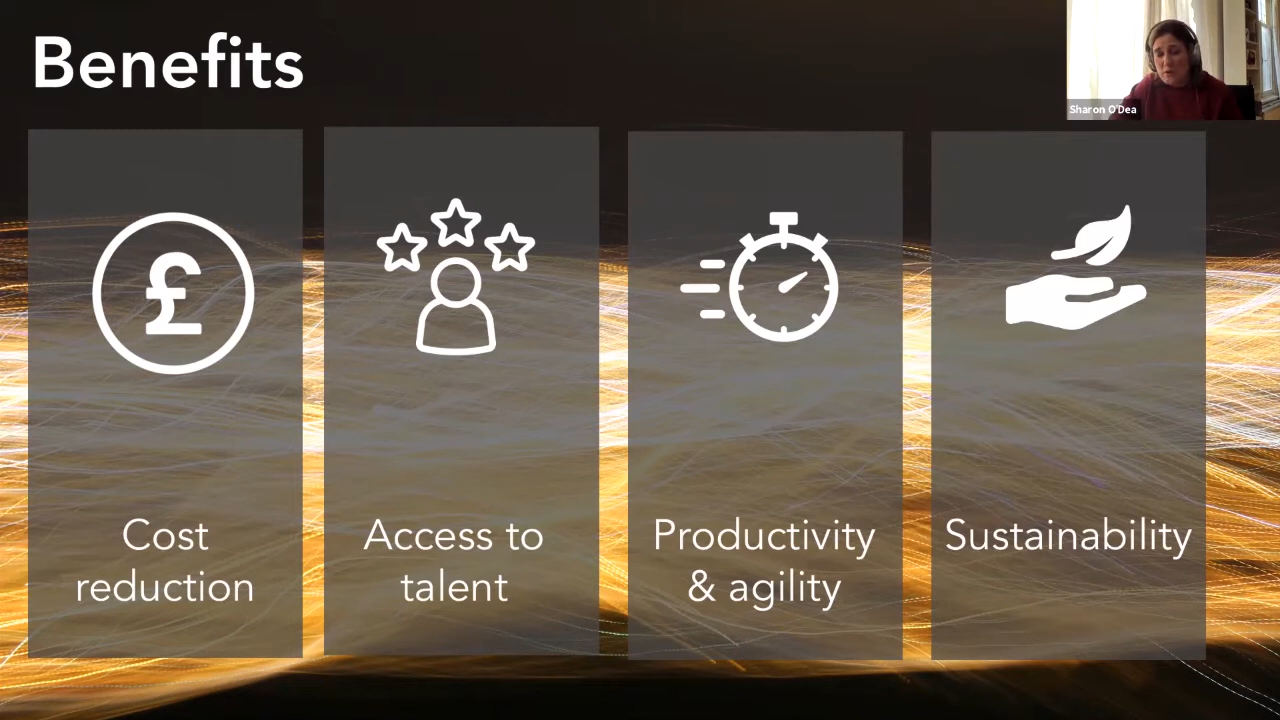 Benefits
Sharon O'Dea
£
Cost
reduction
Access to
talent
Productivity
& agility
Sustainability